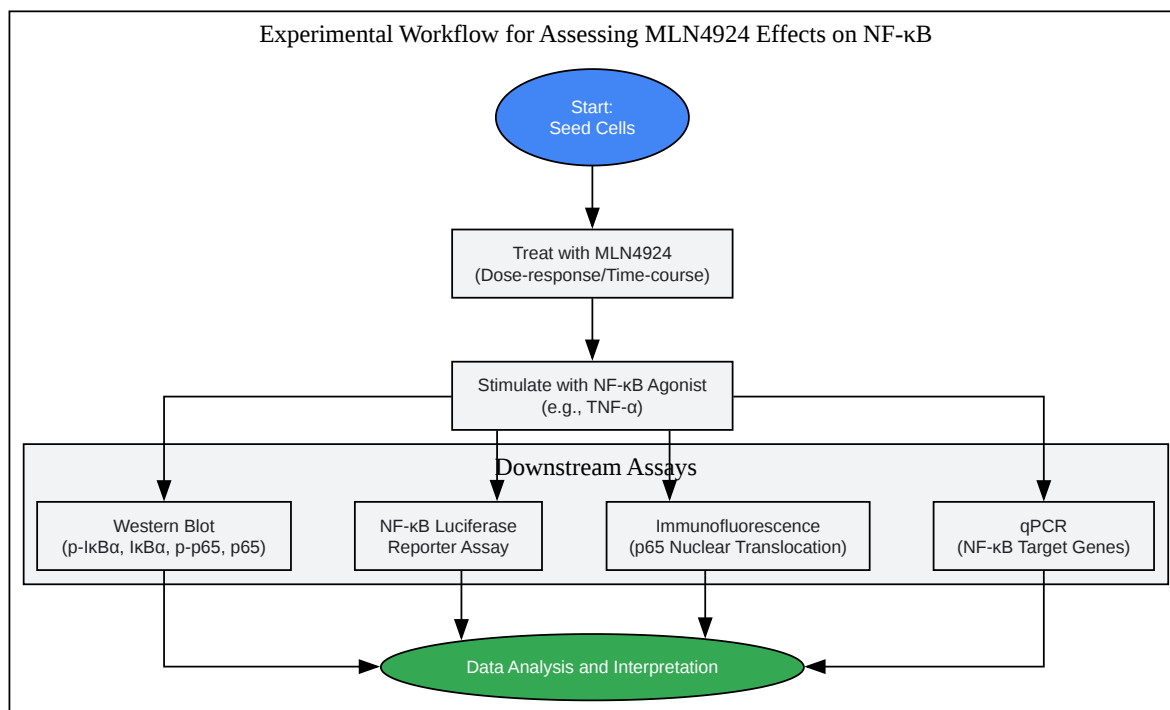 Experimental Workflow for Assessing MLN4924 Effects on NF-κB
Start:
Seed Cells
Treat with MLN4924
(Dose-response/Time-course)
Stimulate with NF-κB Agonist
(e.g., TNF-α)
Downstream Assays
Western Blot
(p-IκBα, IκBα, p-p65, p65)
NF-κB Luciferase
Reporter Assay
Immunofluorescence
(p65 Nuclear Translocation)
qPCR
(NF-κB Target Genes)
Data Analysis and Interpretation